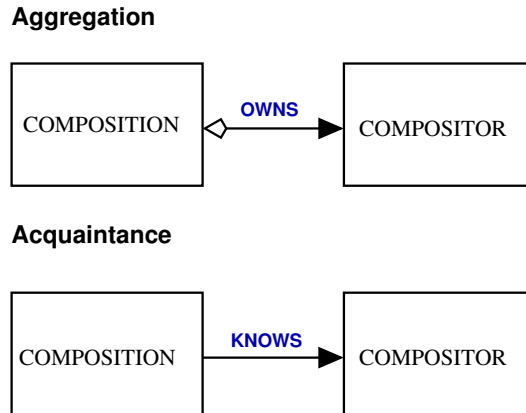 Aggregation
OWNS
COMPOSITION
COMPOSITOR
Acquaintance
KNOWS
COMPOSITION
COMPOSITOR